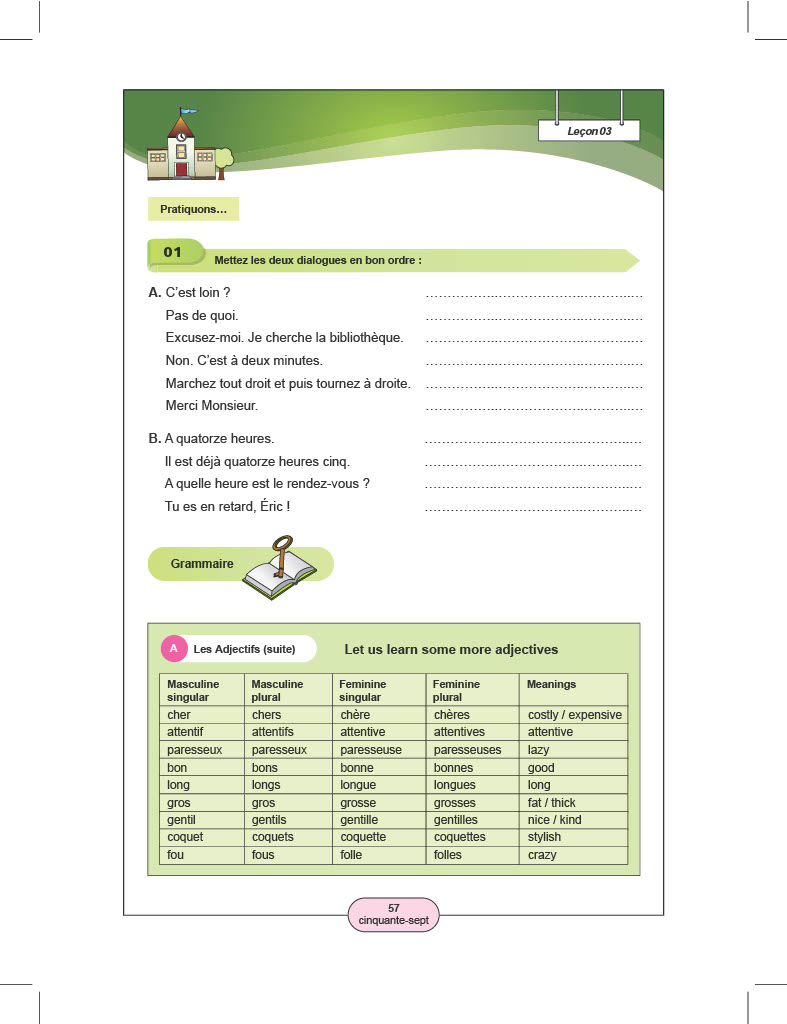 Leçon 03
Pratiquons…
01
Mettez les deux dialogues en bon ordre :
A. C'est loin ? ………………………………………
Pas de quoi. ………………………………………
Excusez-moi. Je cherche la bibliothèque. ………………………………………
Non. C'est à deux minutes. ………………………………………
Marchez tout droit et puis tournez à droite. ………………………………………
Merci Monsieur. ………………………………………
B. A quatorze heures. ………………………………………
Il est déjà quatorze heures cinq. ………………………………………
A quelle heure est le rendez-vous ? ………………………………………
Tu es en retard, Éric ! ………………………………………
Grammaire
A Les Adjectifs (suite) Let us learn some more adjectives
Masculine singular Masculine plural Feminine singular Feminine plural Meanings
cher chers chère chères costly / expensive
attentif attentifs attentive attentives attentive
paresseux paresseux paresseuse paresseuses lazy
bon bons bonne bonnes good
long longs longue longues long
gros gros grosse grosses fat / thick
gentil gentils gentille gentilles nice / kind
coquet coquets coquette coquettes stylish
fou fous folle folles crazy
57
cinquante-sept